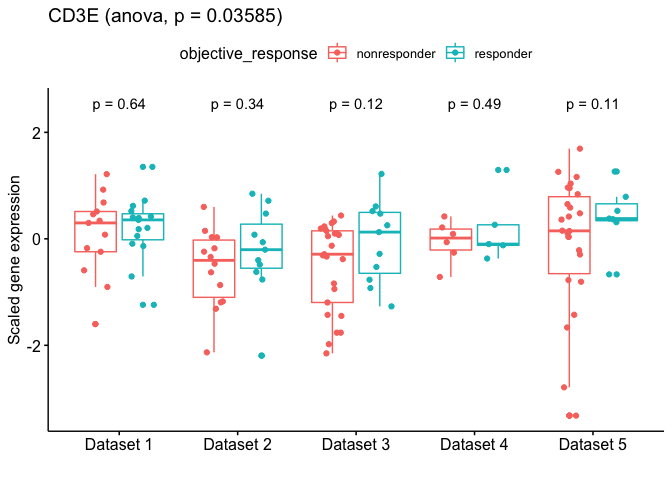 CD3E (anova, p = 0.03585)
objective_response nonresponder responder
p = 0.64 p = 0.34 p = 0.12 p = 0.49 p = 0.11
Scaled gene expression
2
0
-2
Dataset 1 Dataset 2 Dataset 3 Dataset 4 Dataset 5